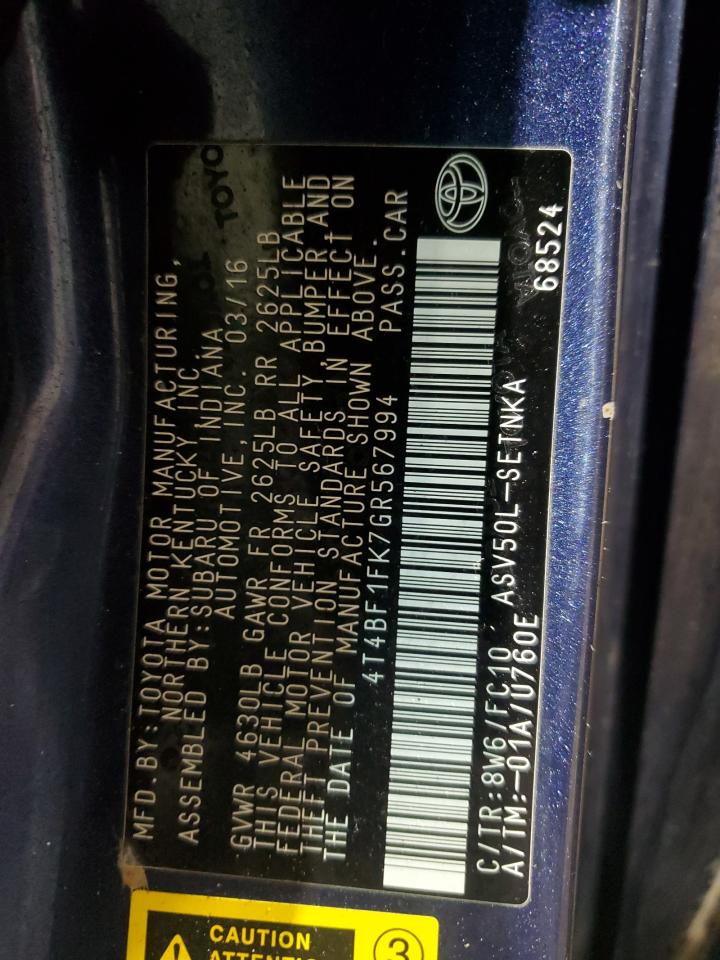 MFD.BY:TOYOTA MOTOR MANUFACTURING,
NORTHERN KENTUCKY, INC.
ASSEMBLED BY:SUBARU OF INDIANA
AUTOMOTIVE, INC. 03/16
GVWR 4630LB GAWR FR 2625LB RR 2625LB
THIS VEHICLE CONFORMS TO ALL APPLICABLE
FEDERAL MOTOR VEHICLE SAFETY, BUMPER, AND
THEFT PREVENTION STANDARDS IN EFFECT ON
THE DATE OF MANUFACTURE SHOWN ABOVE.
4T4BF1FK7GR567994 PASS.CAR
C/TR:8W6/FC10 ASV50L-SETNKA
A/TM:-01A/U760E
68524
TOYO
CAUTION
3